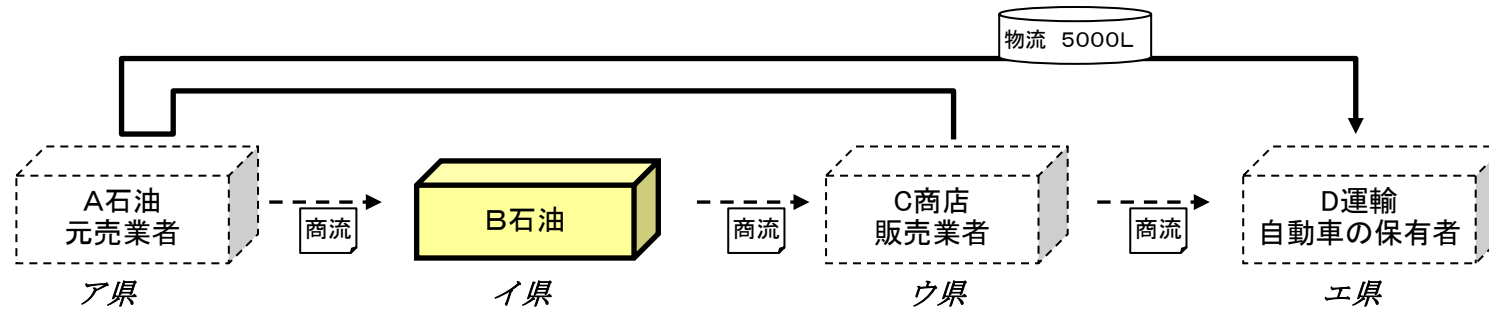 物流 5000L
A石油
元売業者
商流
B石油
商流
C商店
販売業者
商流
D運輸
自動車の保有者
ア県
イ県
ウ県
エ県